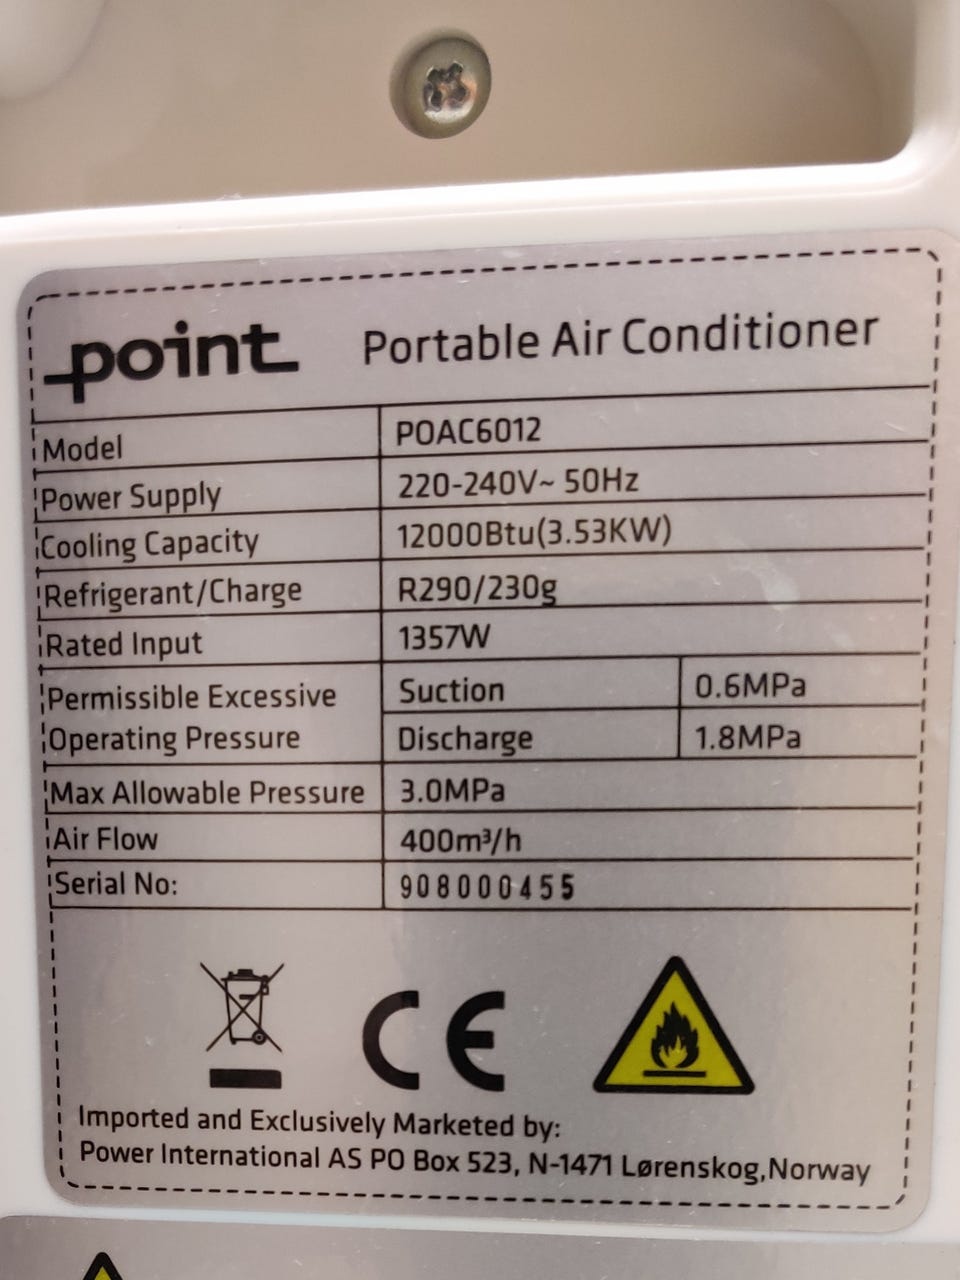 point Portable Air Conditioner
Model POAC6012
Power Supply 220-240V~ 50Hz
Cooling Capacity 12000Btu(3.53KW)
Refrigerant/Charge R290/230g
Rated Input 1357W
Permissible Excessive Suction 0.6MPa
Operating Pressure Discharge 1.8MPa
Max Allowable Pressure 3.0MPa
Air Flow 400m³/h
Serial No: 908000455
CE
Imported and Exclusively Marketed by:
Power International AS PO Box 523, N-1471 Lørenskog,Norway